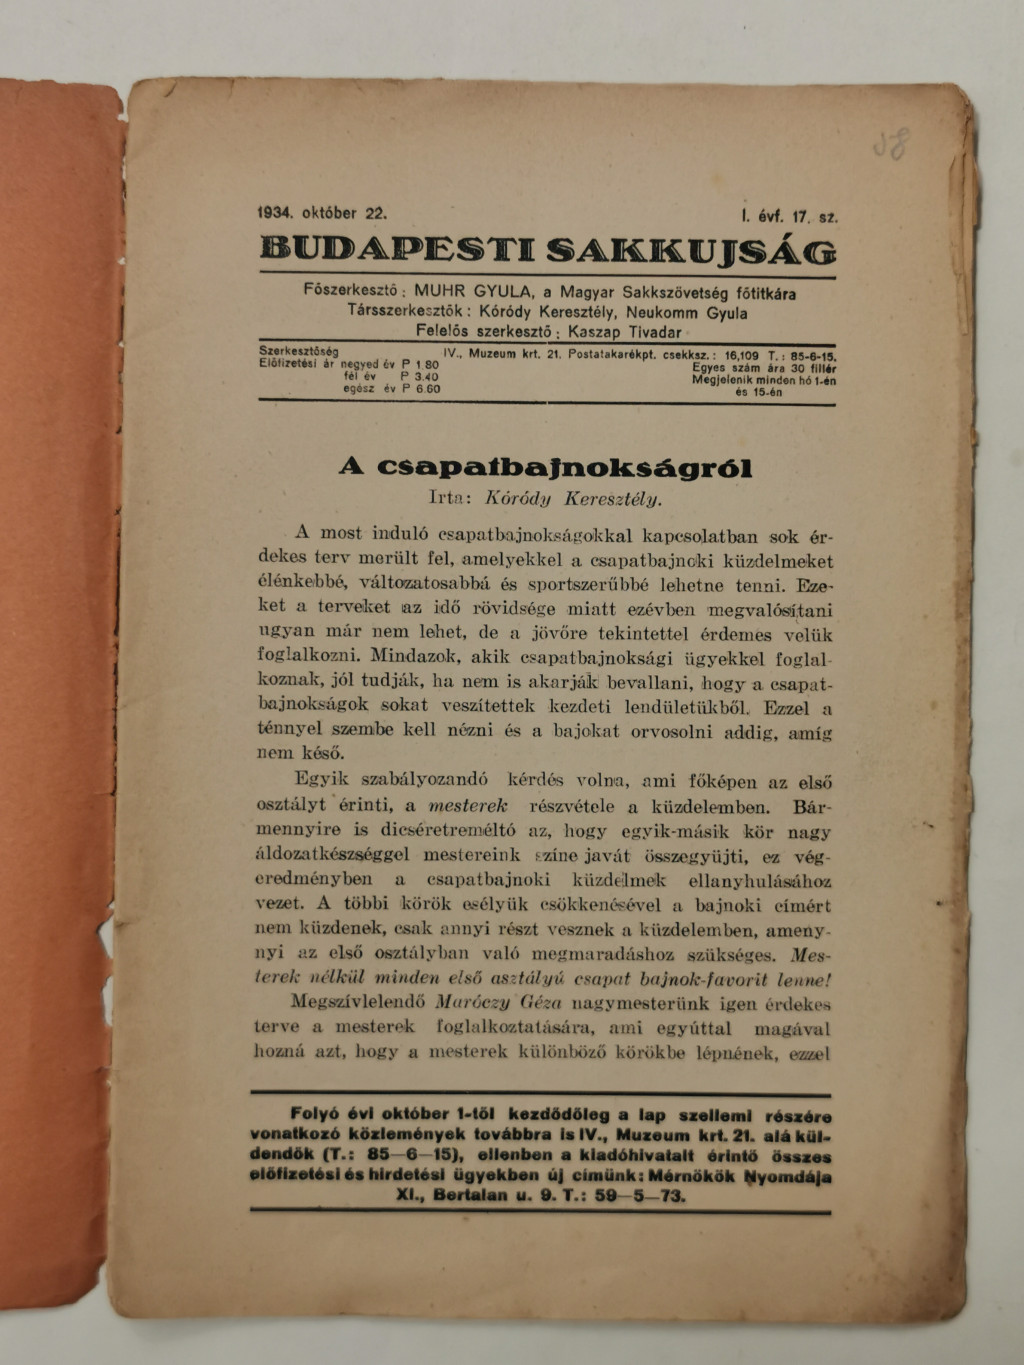 38
1934. október 22.
I. évf. 17. sz.
BUDAPESTI SAKKUJSÁG
Főszerkesztő: MUHR GYULA, a Magyar Sakkszövetség főtitkára
Társszerkesztők: Kóródy Keresztély, Neukomm Gyula
Felelős szerkesztő: Kaszap Tivadar
Szerkesztőség IV., Muzeum krt. 21. Postatakarékpt. csekksz.: 16,109 T.: 85-6-15.
Előfizetési ár negyed év P 1.80
fél év P 3.40
egész év P 6.60
Egyes szám ára 30 fillér
Megjelenik minden hó 1-én
és 15-én
A csapatbajnokságról
Irta: Kóródy Keresztély.
A most induló csapatbajnokságokkal kapcsolatban sok ér-
dekes terv merült fel, amelyekkel a csapatbajnoki küzdelmeket
élénkebbé, változatosabbá és sportszerűbbé lehetne tenni. Eze-
ket a terveket az idő rövidsége miatt ezévben megvalósítani
ugyan már nem lehet, de a jövőre tekintettel érdemes velük
foglalkozni. Mindazok, akik csapatbajnoksági ügyekkel foglal-
koznak, jól tudják, ha nem is akarják bevallani, hogy a csapat-
bajnokságok sokat veszítettek kezdeti lendületükből. Ezzel a
ténnyel szembe kell nézni és a bajokat orvosolni addig, amíg
nem késő.
Egyik szabályozandó kérdés volna, ami főképen az első
osztályt érinti, a mesterek részvétele a küzdelemben. Bár-
mennyire is dicséretreméltó az, hogy egyik-másik kör nagy
áldozatkészséggel mestereink színe javát összegyüjti, ez vég-
eredményben a csapatbajnoki küzdelmek ellanyhulásához
vezet. A többi körök esélyük csökkenésével a bajnoki címért
nem küzdenek, csak annyi részt vesznek a küzdelemben, ameny-
nyi az első osztályban való megmaradáshoz szükséges. Mes-
terek nélkül minden első asztályú csapat bajnok-favorit lenne!
Megszívlelendő Maróczy Géza nagymesterünk igen érdekes
terve a mesterek foglalkoztatására, ami egyúttal magával
hozná azt, hogy a mesterek különböző körökbe lépnének, ezzel
Folyó évi október 1-től kezdődőleg a lap szellemi részére
vonatkozó közlemények továbbra is IV., Muzeum krt. 21. alá kül-
dendők (T.: 85—6—15), ellenben a kiadóhivatalt érintő összes
előfizetési és hirdetési ügyekben új címünk: Mérnökök Nyomdája
XI., Bertalan u. 9. T.: 59—5—73.